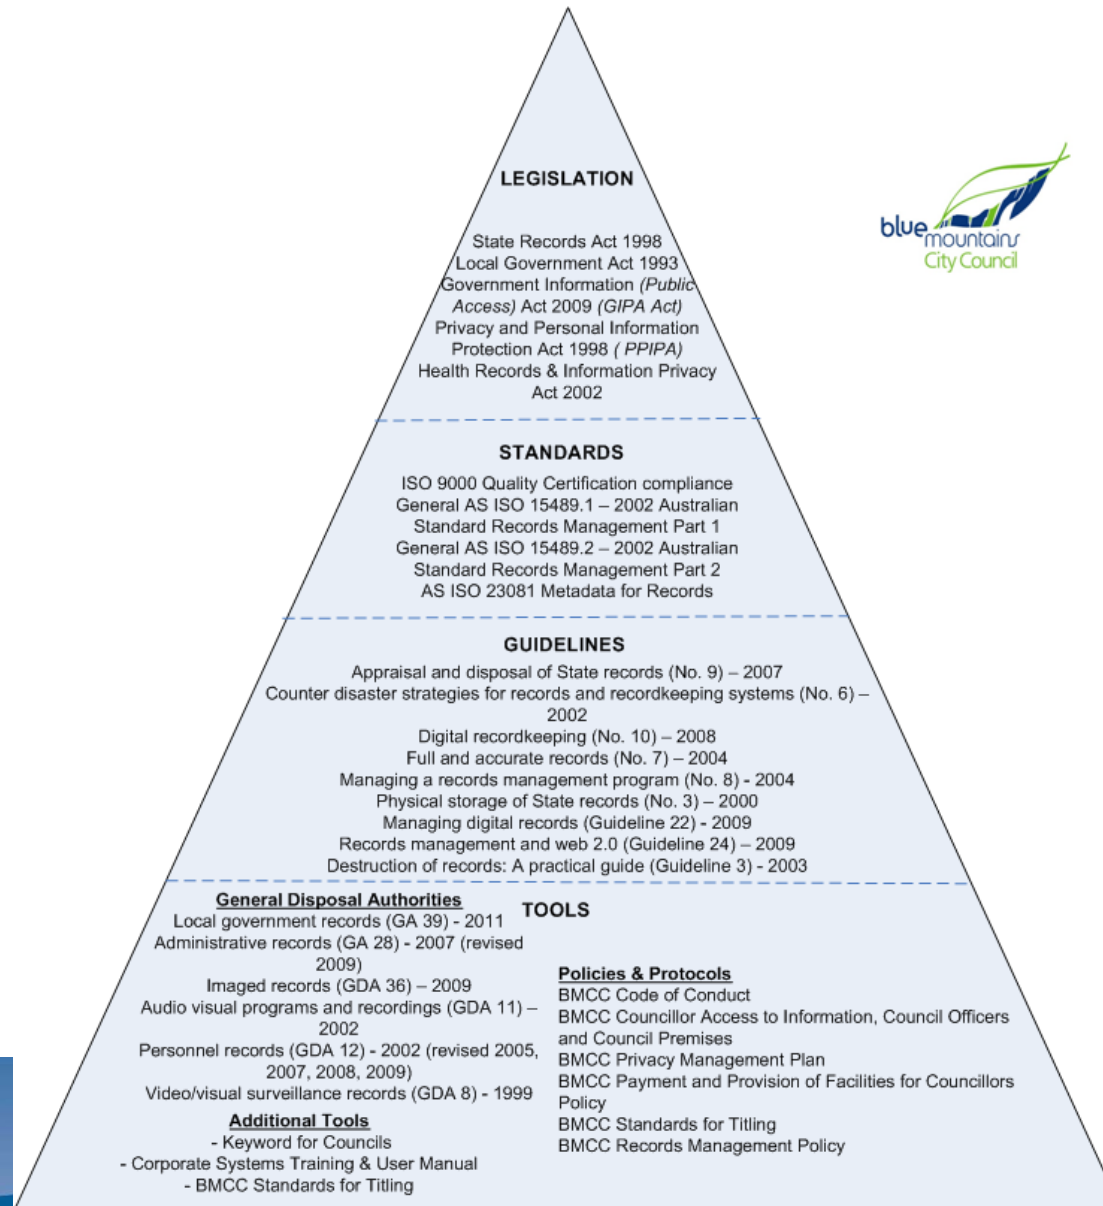 LEGISLATION
State Records Act 1998
Local Government Act 1993
Government Information (Public
Access) Act 2009 (GIPA Act)
Privacy and Personal Information
Protection Act 1998 ( PPIPA)
Health Records & Information Privacy
Act 2002
blue
mountains
City Council
STANDARDS
ISO 9000 Quality Certification compliance
General AS ISO 15489.1 – 2002 Australian
Standard Records Management Part 1
General AS ISO 15489.2 – 2002 Australian
Standard Records Management Part 2
AS ISO 23081 Metadata for Records
GUIDELINES
Appraisal and disposal of State records (No. 9) – 2007
Counter disaster strategies for records and recordkeeping systems (No. 6) –
2002
Digital recordkeeping (No. 10) – 2008
Full and accurate records (No. 7) – 2004
Managing a records management program (No. 8) - 2004
Physical storage of State records (No. 3) – 2000
Managing digital records (Guideline 22) - 2009
Records management and web 2.0 (Guideline 24) – 2009
Destruction of records: A practical guide (Guideline 3) - 2003
TOOLS
General Disposal Authorities
Local government records (GA 39) - 2011
Administrative records (GA 28) - 2007 (revised
2009)
Imaged records (GDA 36) – 2009
Audio visual programs and recordings (GDA 11) –
2002
Personnel records (GDA 12) - 2002 (revised 2005,
2007, 2008, 2009)
Video/visual surveillance records (GDA 8) - 1999
Additional Tools
- Keyword for Councils
- Corporate Systems Training & User Manual
- BMCC Standards for Titling
Policies & Protocols
BMCC Code of Conduct
BMCC Councillor Access to Information, Council Officers
and Council Premises
BMCC Privacy Management Plan
BMCC Payment and Provision of Facilities for Councillors
Policy
BMCC Standards for Titling
BMCC Records Management Policy